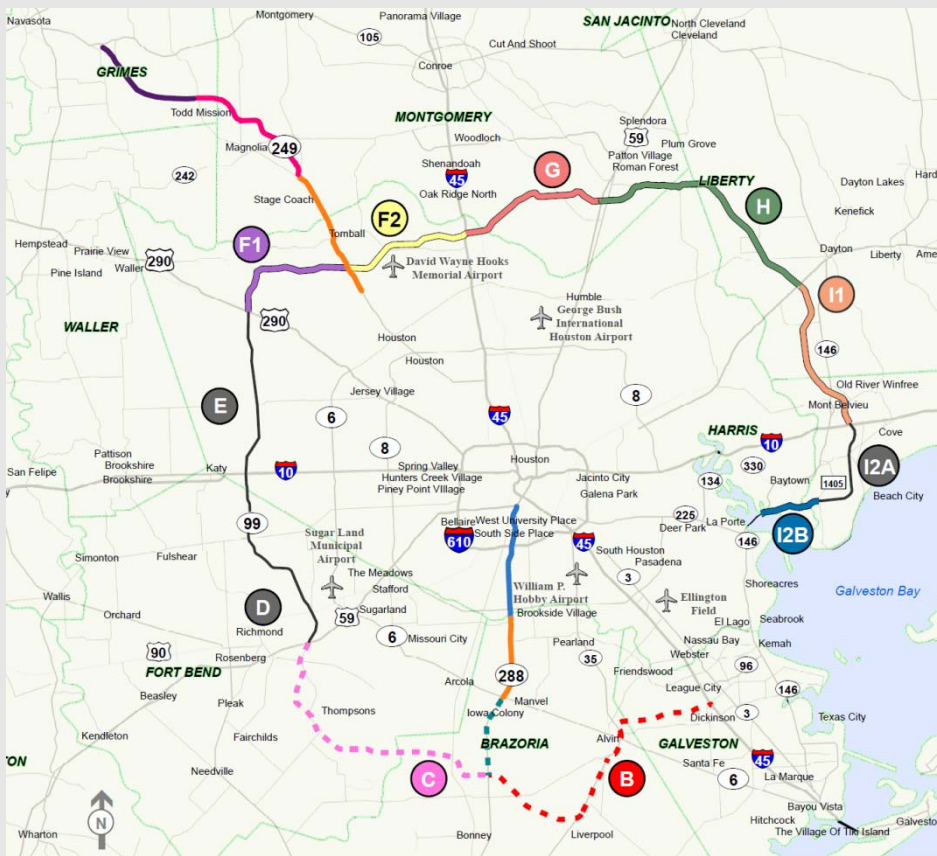 Navasota
Montgomery
Panorama Village
SAN JACINTO
North Cleveland
Cleveland
105
Cut And Shoot
Conroe
GRIMES
Todd Mission
MONTGOMERY
Splendora
59
Woodloch
Plum Grove
Magnolia
249
Shenandoah
Patton Village
Roman Forest
242
45
G
LIBERTY
Dayton Lakes
Hard
Stage Coach
Oak Ridge North
H
Kenefick
F2
Hempstead
Prairie View
F1
Tomball
Dayton
290
Waller
Liberty
Ame
Pine Island
David Wayne Hooks
Memorial Airport
I1
Humble
George Bush
International
Houston Airport
WALLER
290
Houston
146
Houston
Jersey Village
Old River Winfree
E
6
8
Mont Belvieu
45
HARRIS
Cove
10
Pattison
8
Houston
I2A
San Felipe
Brookshire
Katy
Spring Valley
330
Brookshire
10
Hunters Creek Village
Jacinto City
134
Baytown
1405
Piney Point VIllage
Galena Park
Beach City
99
225
Bellaire
West University Place
Deer Park
La Porte
South Side Place
I2B
Sugar Land
Municipal
Airport
610
45
146
Simonton
Fulshear
South Houston
Pasadena
The Meadows
William P.
Hobby Airport
3
Shoreacres
Wallis
Stafford
Ellington
Field
Galveston Bay
D
Orchard
59
Sugarland
Brookside Village
El Lago
Seabrook
Richmond
6
Missouri City
Nassau Bay
Kemah
90
Rosenberg
Pearland
Webster
35
96
FORT BEND
Friendswood
Arcola
288
League City
146
Beasley
Pleak
Manvel
Thompsons
Iowa Colony
Dickinson
3
Texas City
Kendleton
Fairchilds
BRAZORIA
Alvin
GALVESTON
TON
45
Santa Fe
Needville
C
B
6
La Marque
N
Bayou Vista
Hitchcock
Galvesto
Wharton
Bonney
Liverpool
The Village Of Tiki Island